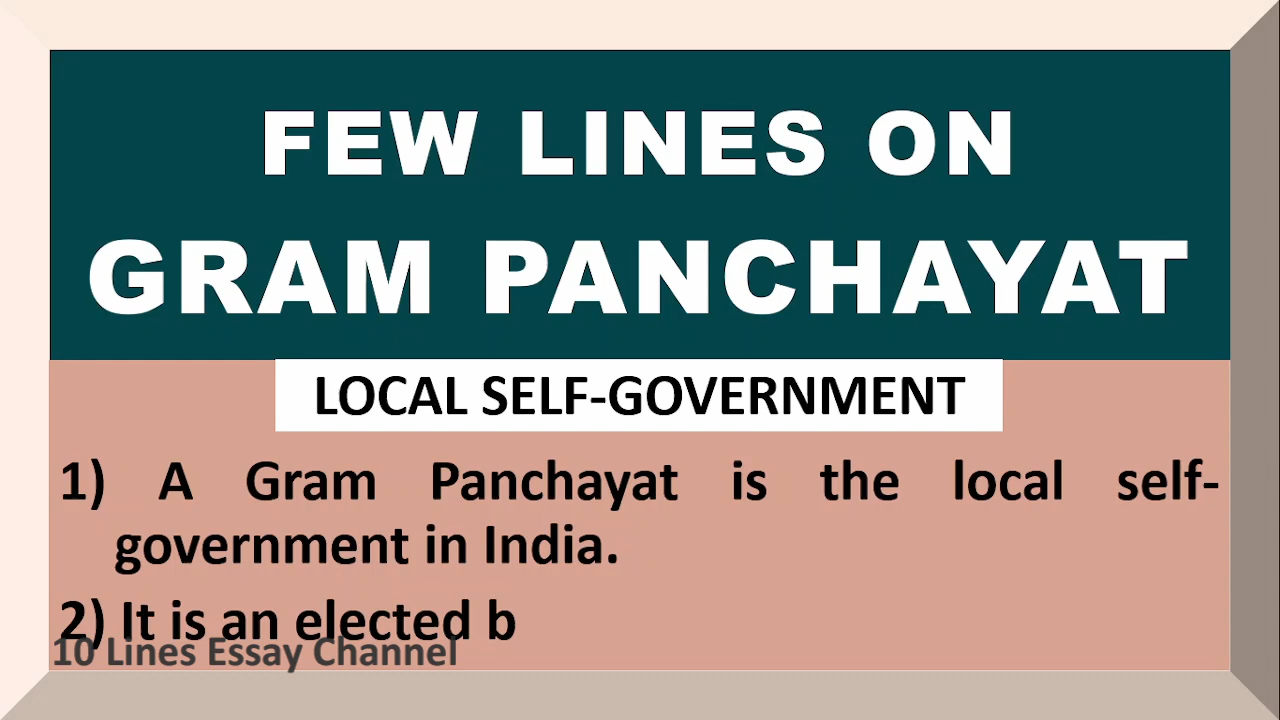 FEW LINES ON
GRAM PANCHAYAT
LOCAL SELF-GOVERNMENT
1) A Gram Panchayat is the local self-
government in India.
2) It is an elected b
10 Lines Essay Channel